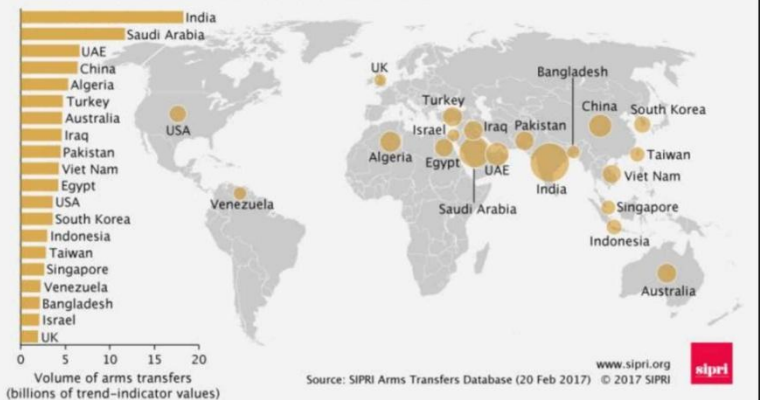 India
Saudi Arabia
UAE
China
Algeria
Turkey
Australia
Iraq
Pakistan
Viet Nam
Egypt
USA
South Korea
Indonesia
Taiwan
Singapore
Venezuela
Bangladesh
Israel
UK
0 5 10 15 20
Volume of arms transfers
(billions of trend-indicator values)
UK
Bangladesh
Turkey
China
South Korea
USA
Israel
Iraq
Pakistan
Algeria
Egypt
UAE
Taiwan
India
Viet Nam
Venezuela
Saudi Arabia
Singapore
Indonesia
Australia
www.sipri.org
Source: SIPRI Arms Transfers Database (20 Feb 2017) © 2017 SIPRI
sipri